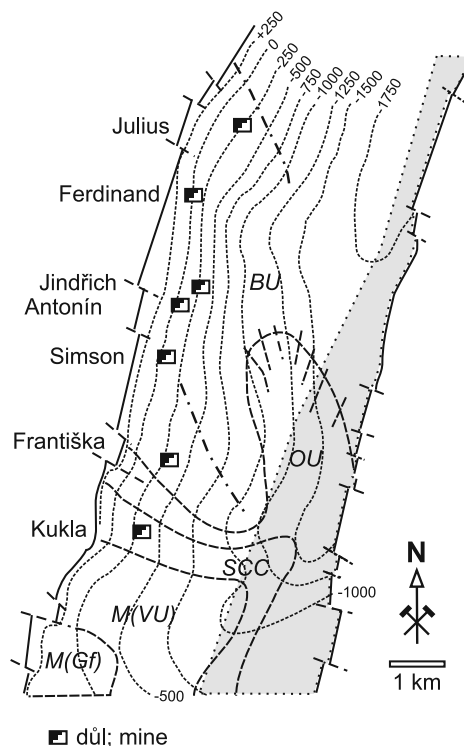 +250
0
-250
-500
-750
-1000
-1250
-1500
-1750
Julius
Ferdinand
Jindřich
Antonín
BU
Simson
Františka
OU
Kukla
SCC
N
-1000
M(VU)
M(Gf)
-500
1 km
důl; mine